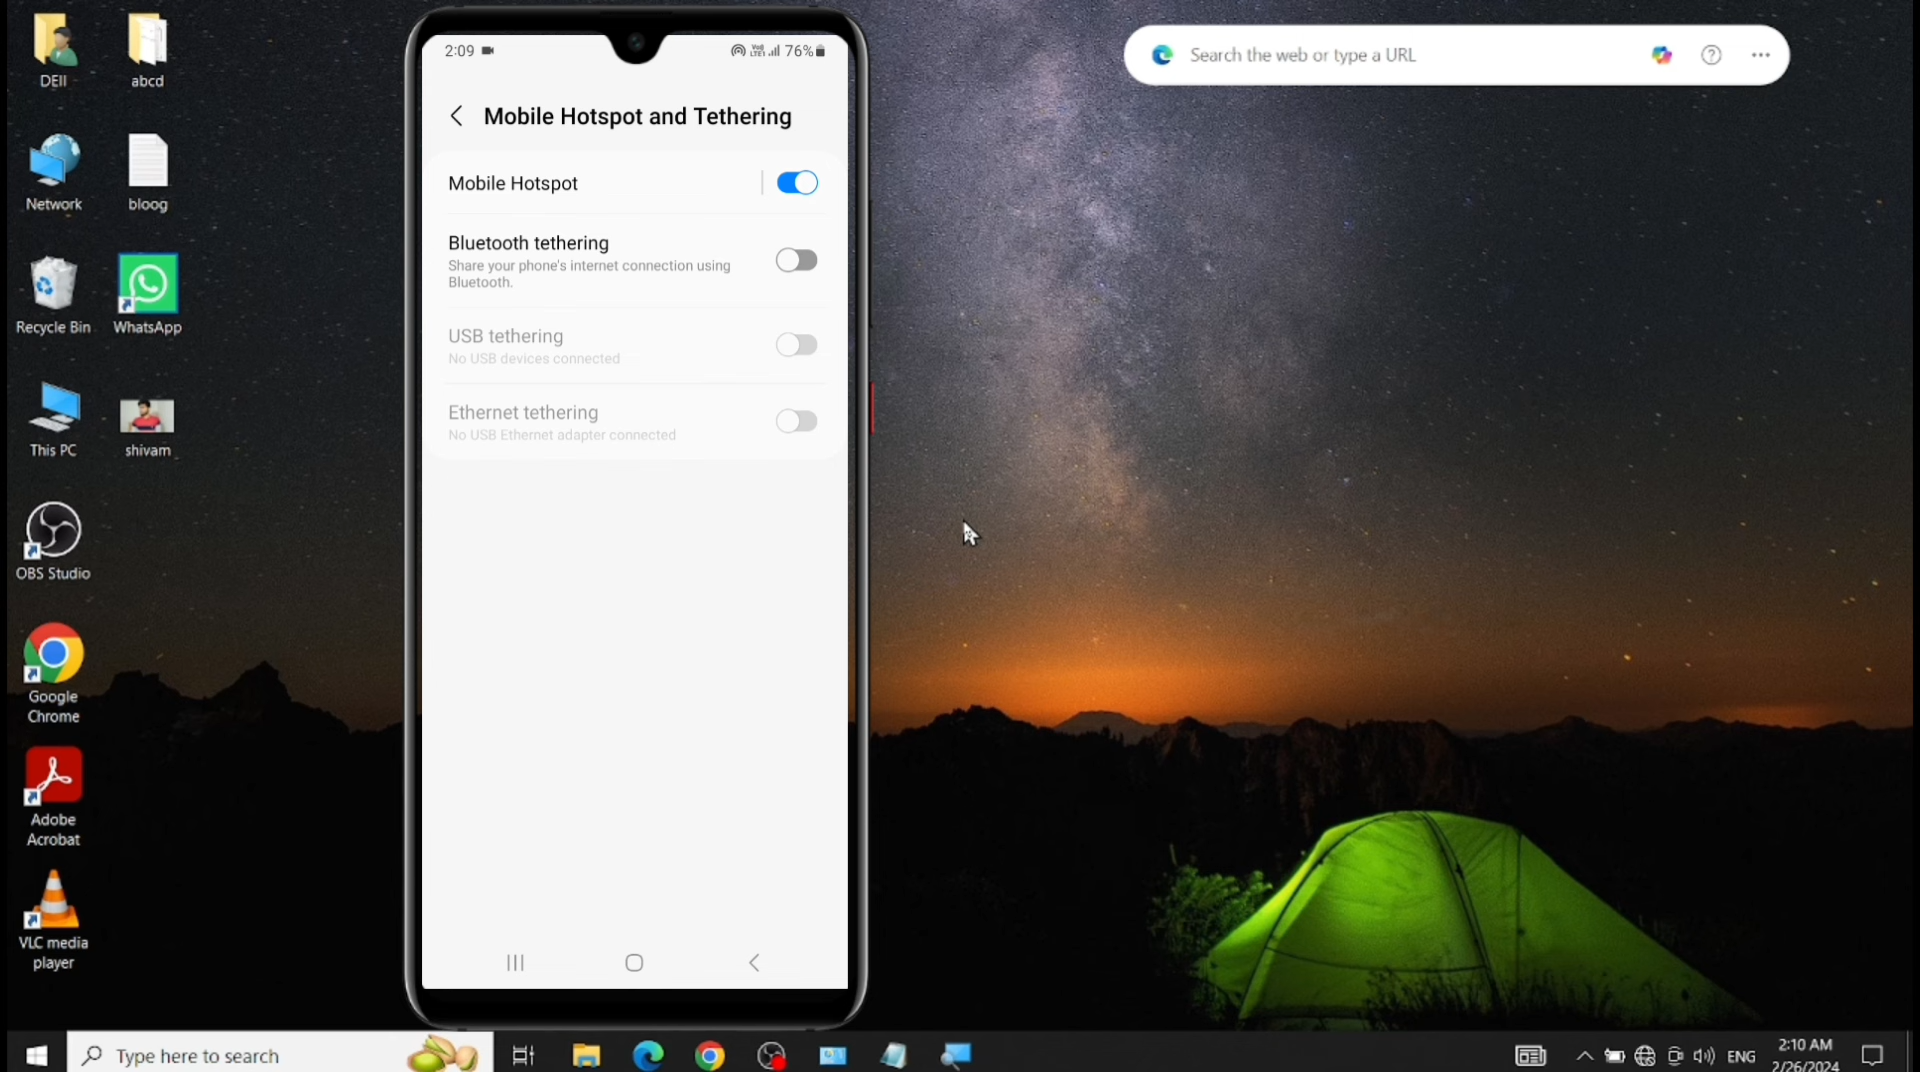 DEll
abcd
Network
bloog
Recycle Bin
WhatsApp
This PC
shivam
OBS Studio
Google
Chrome
Adobe
Acrobat
VLC media
player
2:09
76%
Mobile Hotspot and Tethering
Mobile Hotspot
Bluetooth tethering
Share your phone's internet connection using
Bluetooth.
USB tethering
No USB devices connected
Ethernet tethering
No USB Ethernet adapter connected
Search the web or type a URL
Type here to search
ENG
2:10 AM
2/26/2024